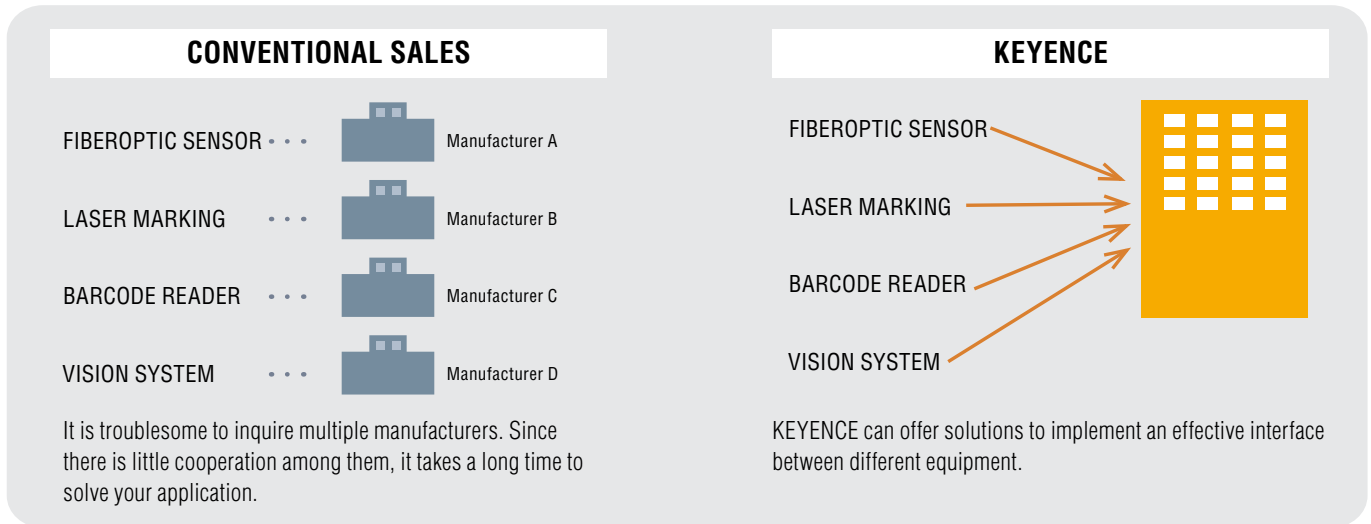 CONVENTIONAL SALES
FIBEROPTIC SENSOR • • • Manufacturer A
LASER MARKING • • • Manufacturer B
BARCODE READER • • • Manufacturer C
VISION SYSTEM • • • Manufacturer D
It is troublesome to inquire multiple manufacturers. Since
there is little cooperation among them, it takes a long time to
solve your application.
KEYENCE
FIBEROPTIC SENSOR
LASER MARKING
BARCODE READER
VISION SYSTEM
KEYENCE can offer solutions to implement an effective interface
between different equipment.